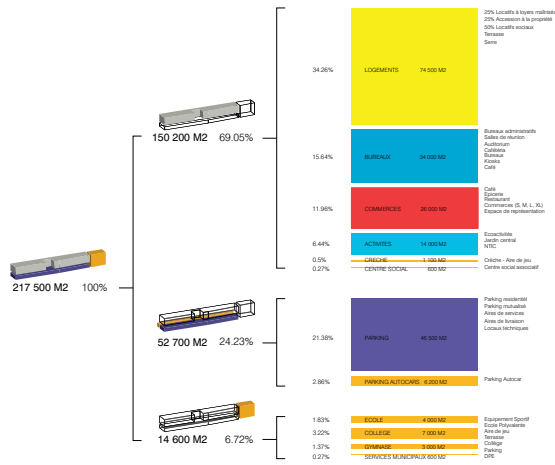 25% Locatifs à loyers maîtrisés
25% Accession à la propriété
50% Locatifs sociaux
Terrasse
Serre
34.26% LOGEMENTS 74 500 M2
150 200 M2 69.05%
Bureaux administratifs
Salles de réunion
Auditorium
Cafétéria
Bureaux
Kiosks
Café
15.64% BUREAUX 34 000 M2
Café
Epicerie
Restaurant
Commerces (S, M, L, XL)
Espace de représentation
11.96% COMMERCES 26 000 M2
Ecoactivités
Jardin central
NTIC
6.44% ACTIVITES 14 000 M2
0.5% CRECHE 1 100 M2 Crèche - Aire de jeu
0.27% CENTRE SOCIAL 600 M2 Centre social associatif
217 500 M2 100%
Parking residentiel
Parking mutualisé
Aires de services
Aires de livraison
Locaux techniques
52 700 M2 24.23%
21.38% PARKING 46 500 M2
2.86% PARKING AUTOCARS 6 200 M2 Parking Autocat
14 600 M2 6.72%
1.83% ECOLE 4 000 M2
3.22% COLLEGE 7 000 M2
1.37% GYMNASE 3 000 M2
0.27% SERVICES MUNICIPAUX 600 M2
Equipement Sportif
Ecole Polyvalente
Aire de jeu
Terrasse
Collège
Parking
DPE